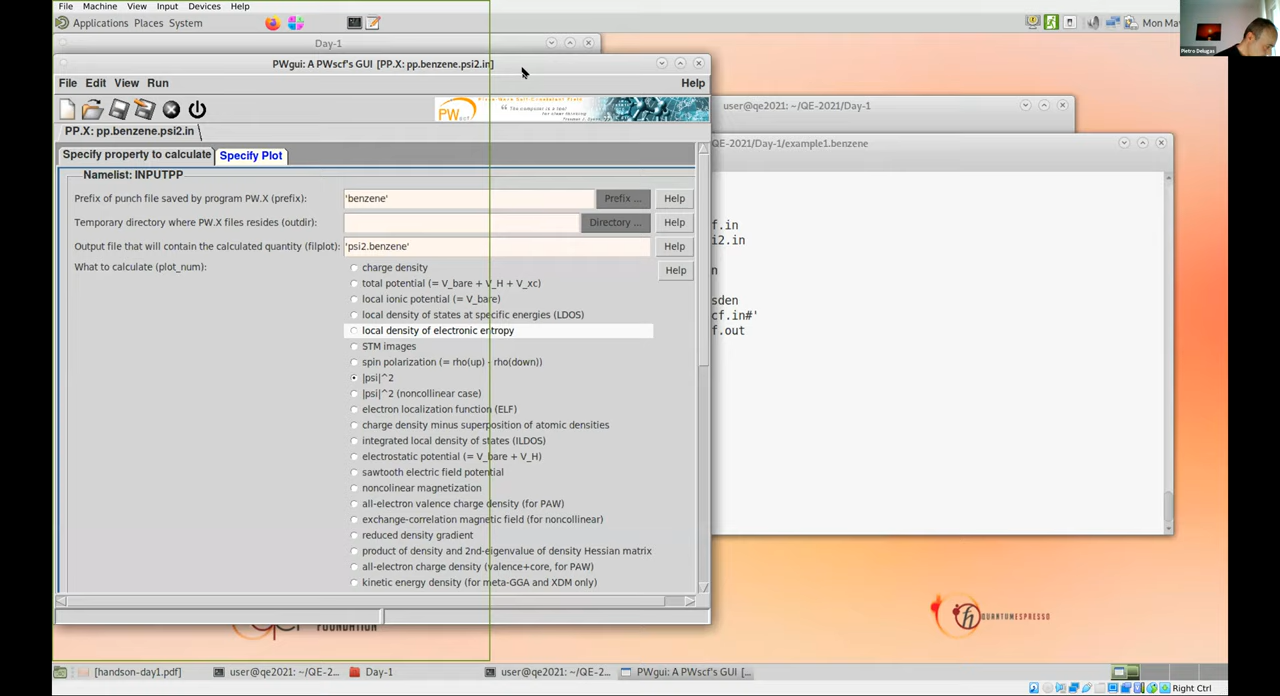 File Machine View Input Devices Help
Applications Places System
Mon Ma
Pietro Delugas
Day-1
PWgui: A PWscf's GUI [PP.X: pp.benzene.psi2.in]
File Edit View Run Help
PW
user@qe2021: ~/QE-2021/Day-1
PP.X: pp.benzene.psi2.in
QE-2021/Day-1/example1.benzene
Specify property to calculate Specify Plot
Namelist: INPUTPP
Prefix of punch file saved by program PW.X (prefix): 'benzene' Prefix ... Help
Temporary directory where PW.X files resides (outdir): Directory ... Help
Output file that will contain the calculated quantity (filplot): 'psi2.benzene' Help
What to calculate (plot_num): Help
charge density
total potential (= V_bare + V_H + V_xc)
local ionic potential (= V_bare)
local density of states at specific energies (LDOS)
local density of electronic entropy
STM images
spin polarization (= rho(up) - rho(down))
|psi|^2
|psi|^2 (noncollinear case)
electron localization function (ELF)
charge density minus superposition of atomic densities
integrated local density of states (ILDOS)
electrostatic potential (= V_bare + V_H)
sawtooth electric field potential
noncolinear magnetization
all-electron valence charge density (for PAW)
exchange-correlation magnetic field (for noncollinear)
reduced density gradient
product of density and 2nd-eigenvalue of density Hessian matrix
all-electron charge density (valence+core, for PAW)
kinetic energy density (for meta-GGA and XDM only)
f.in
i2.in
n
sden
cf.in#'
f.out
FOUNDATION
QUANTUMESPRESSO
[handson-day1.pdf] user@qe2021: ~/QE-2... Day-1 user@qe2021: ~/QE-2... PWgui: A PWscf's GUI [...
Right Ctrl